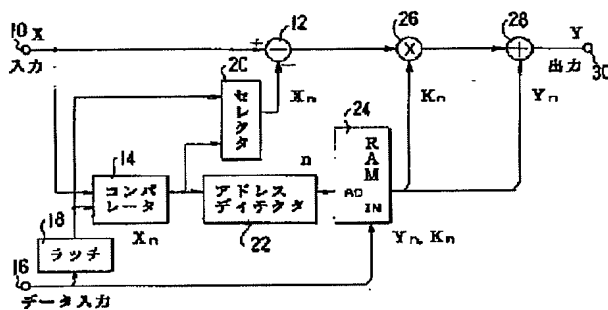 10 X 12 26 28 Y
入力 + − × + 出力 30
20 Xn Kn Yn
セレクタ
24
14 n RAM
コンパレータ アドレスディテクタ AD
IN
18 Xn 22 Yn, Kn
ラッチ
16
データ入力